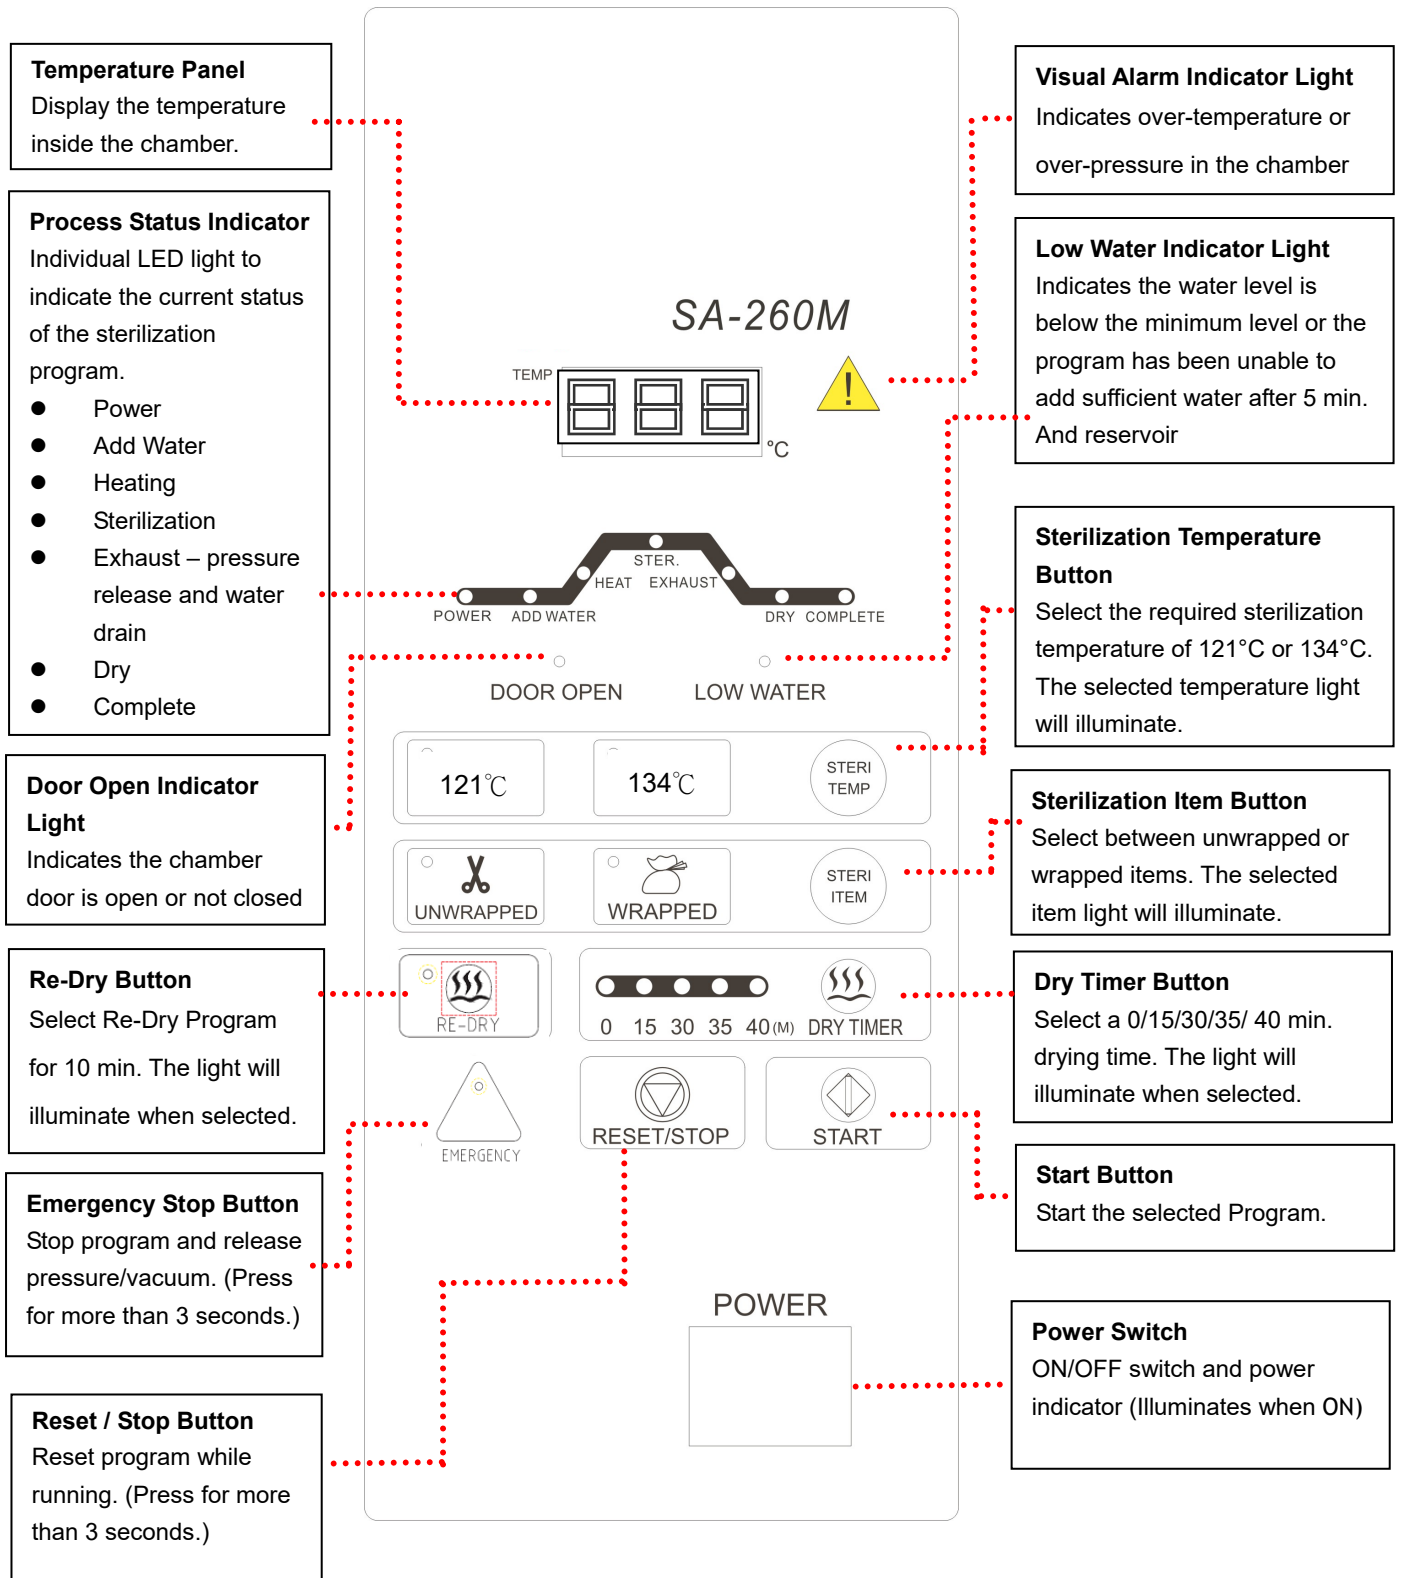 Temperature Panel
Display the temperature
inside the chamber.
Process Status Indicator
Individual LED light to
indicate the current status
of the sterilization
program.
● Power
● Add Water
● Heating
● Sterilization
● Exhaust – pressure
release and water
drain
● Dry
● Complete
Door Open Indicator
Light
Indicates the chamber
door is open or not closed
Re-Dry Button
Select Re-Dry Program
for 10 min. The light will
illuminate when selected.
Emergency Stop Button
Stop program and release
pressure/vacuum. (Press
for more than 3 seconds.)
Reset / Stop Button
Reset program while
running. (Press for more
than 3 seconds.)
SA-260M
TEMP
!
°C
STER.
HEAT EXHAUST
POWER ADD WATER DRY COMPLETE
DOOR OPEN LOW WATER
121℃ 134℃ STERI
TEMP
UNWRAPPED WRAPPED STERI
ITEM
RE-DRY
0 15 30 35 40(M) DRY TIMER
EMERGENCY
RESET/STOP START
POWER
Visual Alarm Indicator Light
Indicates over-temperature or
over-pressure in the chamber
Low Water Indicator Light
Indicates the water level is
below the minimum level or the
program has been unable to
add sufficient water after 5 min.
And reservoir
Sterilization Temperature
Button
Select the required sterilization
temperature of 121°C or 134°C.
The selected temperature light
will illuminate.
Sterilization Item Button
Select between unwrapped or
wrapped items. The selected
item light will illuminate.
Dry Timer Button
Select a 0/15/30/35/ 40 min.
drying time. The light will
illuminate when selected.
Start Button
Start the selected Program.
Power Switch
ON/OFF switch and power
indicator (Illuminates when ON)